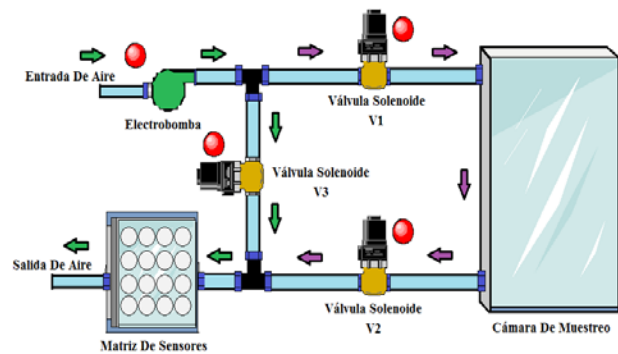 Entrada De Aire
Electrobomba
Válvula Solenoide
V1
Válvula Solenoide
V3
Salida De Aire
Matriz De Sensores
Válvula Solenoide
V2
Cámara De Muestreo